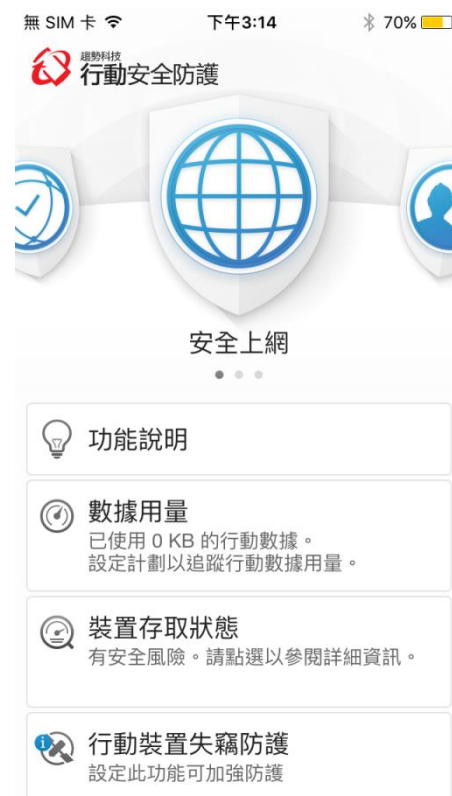 無 SIM 卡 下午3:14 70%
趨勢科技
行動安全防護
安全上網
功能說明
數據用量
已使用 0 KB 的行動數據。
設定計劃以追蹤行動數據用量。
裝置存取狀態
有安全風險。請點選以參閱詳細資訊。
行動裝置失竊防護
設定此功能可加強防護